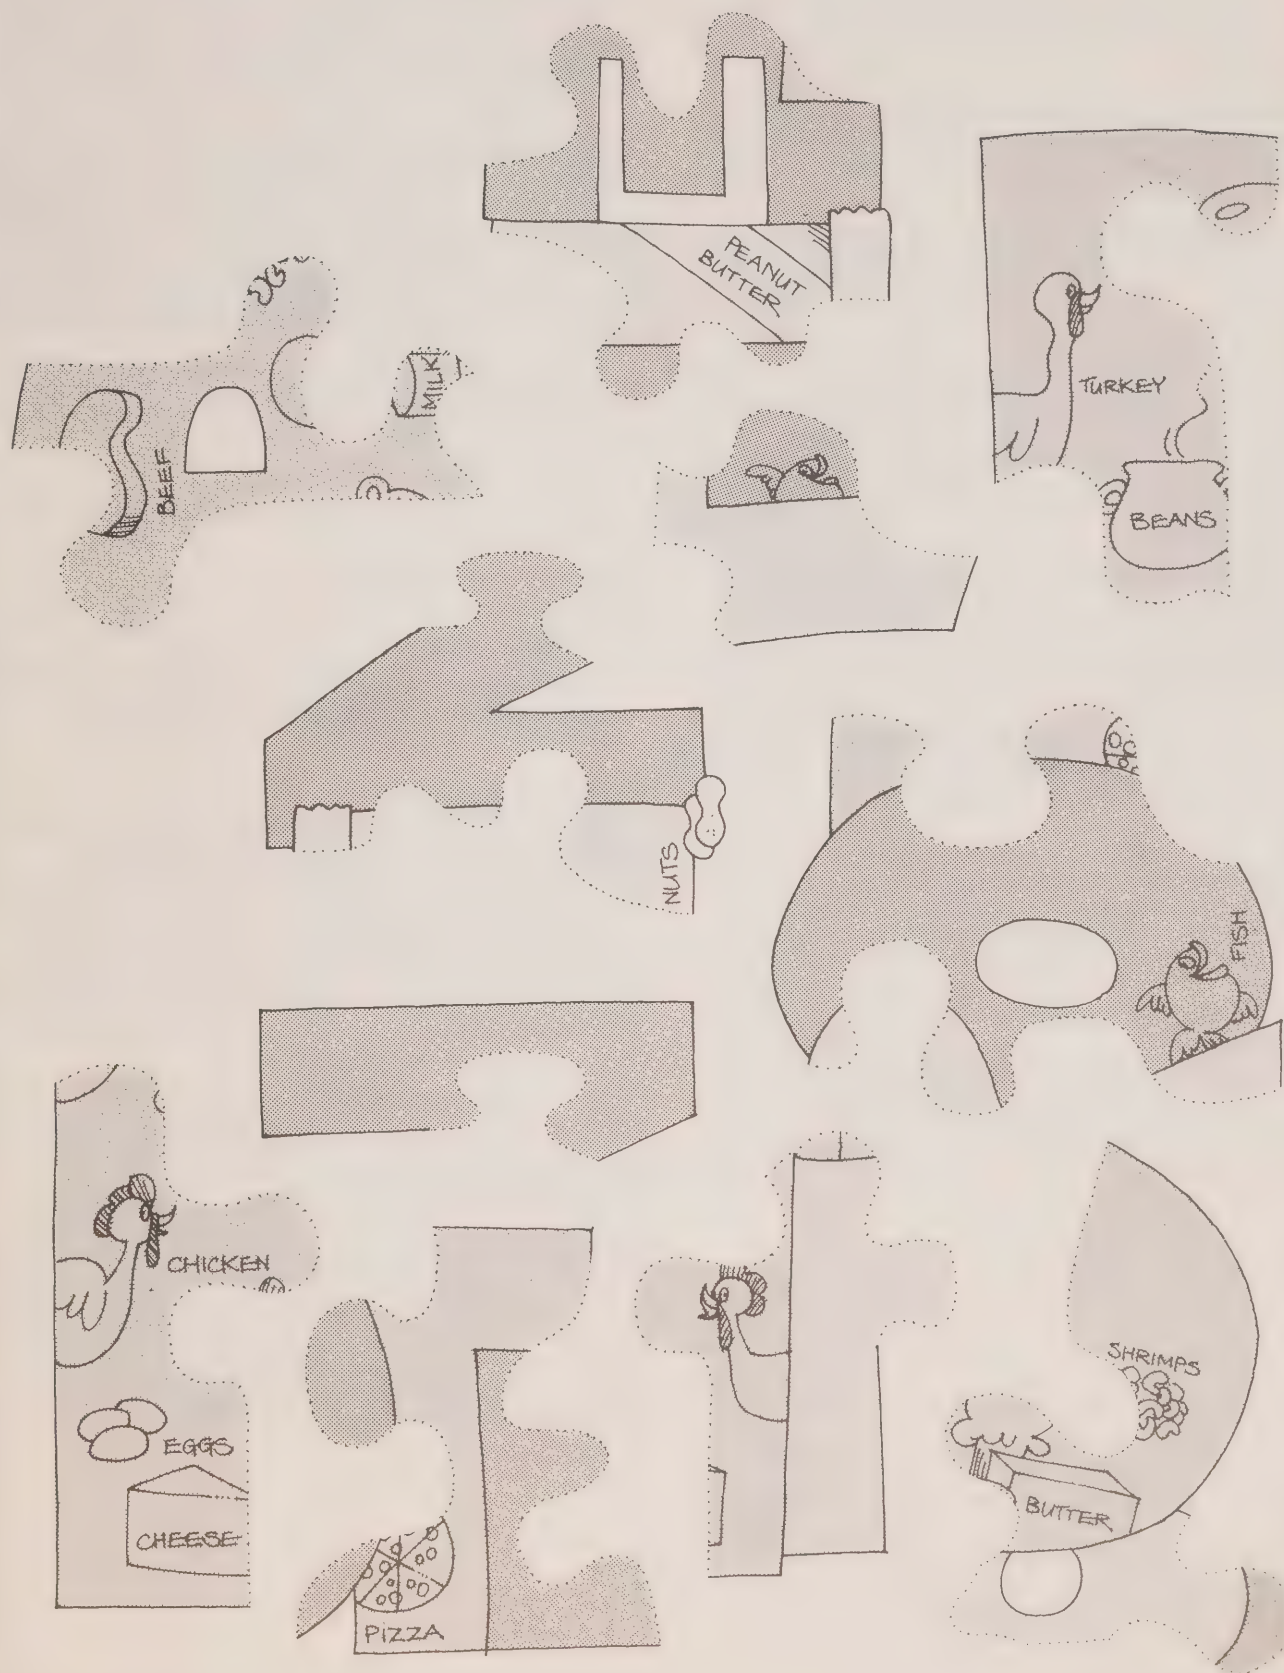 PEANUT
BUTTER
MILK
TURKEY
BEEF
BEANS
NUTS
FISH
CHICKEN
SHRIMPS
EGGS
BUTTER
CHEESE
PIZZA